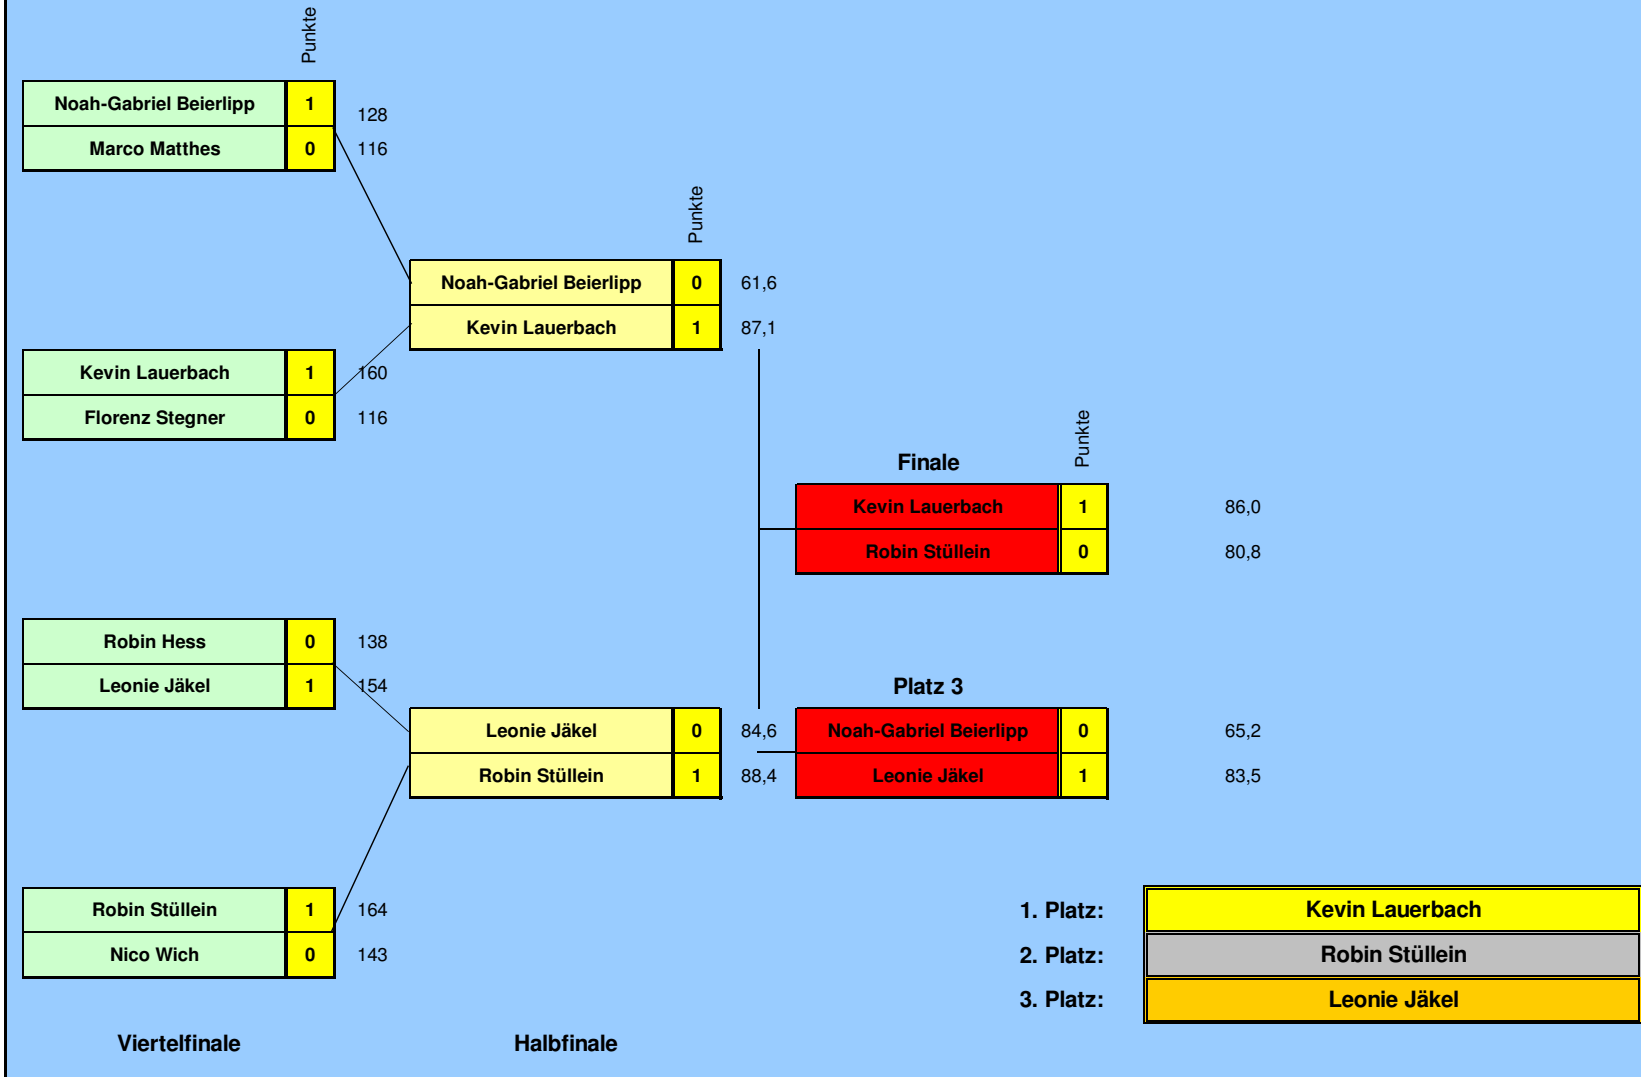 Punkte
Noah-Gabriel Beierlipp 1 128
Marco Matthes 0 116
Punkte
Noah-Gabriel Beierlipp 0 61,6
Kevin Lauerbach 1 87,1
Kevin Lauerbach 1 160
Florenz Stegner 0 116
Punkte
Finale
Kevin Lauerbach 1 86,0
Robin Stüllein 0 80,8
Robin Hess 0 138
Leonie Jäkel 1 154
Platz 3
Leonie Jäkel 0 84,6 Noah-Gabriel Beierlipp 0 65,2
Robin Stüllein 1 88,4 Leonie Jäkel 1 83,5
Robin Stüllein 1 164 1. Platz: Kevin Lauerbach
Nico Wich 0 143 2. Platz: Robin Stüllein
3. Platz: Leonie Jäkel
Viertelfinale Halbfinale